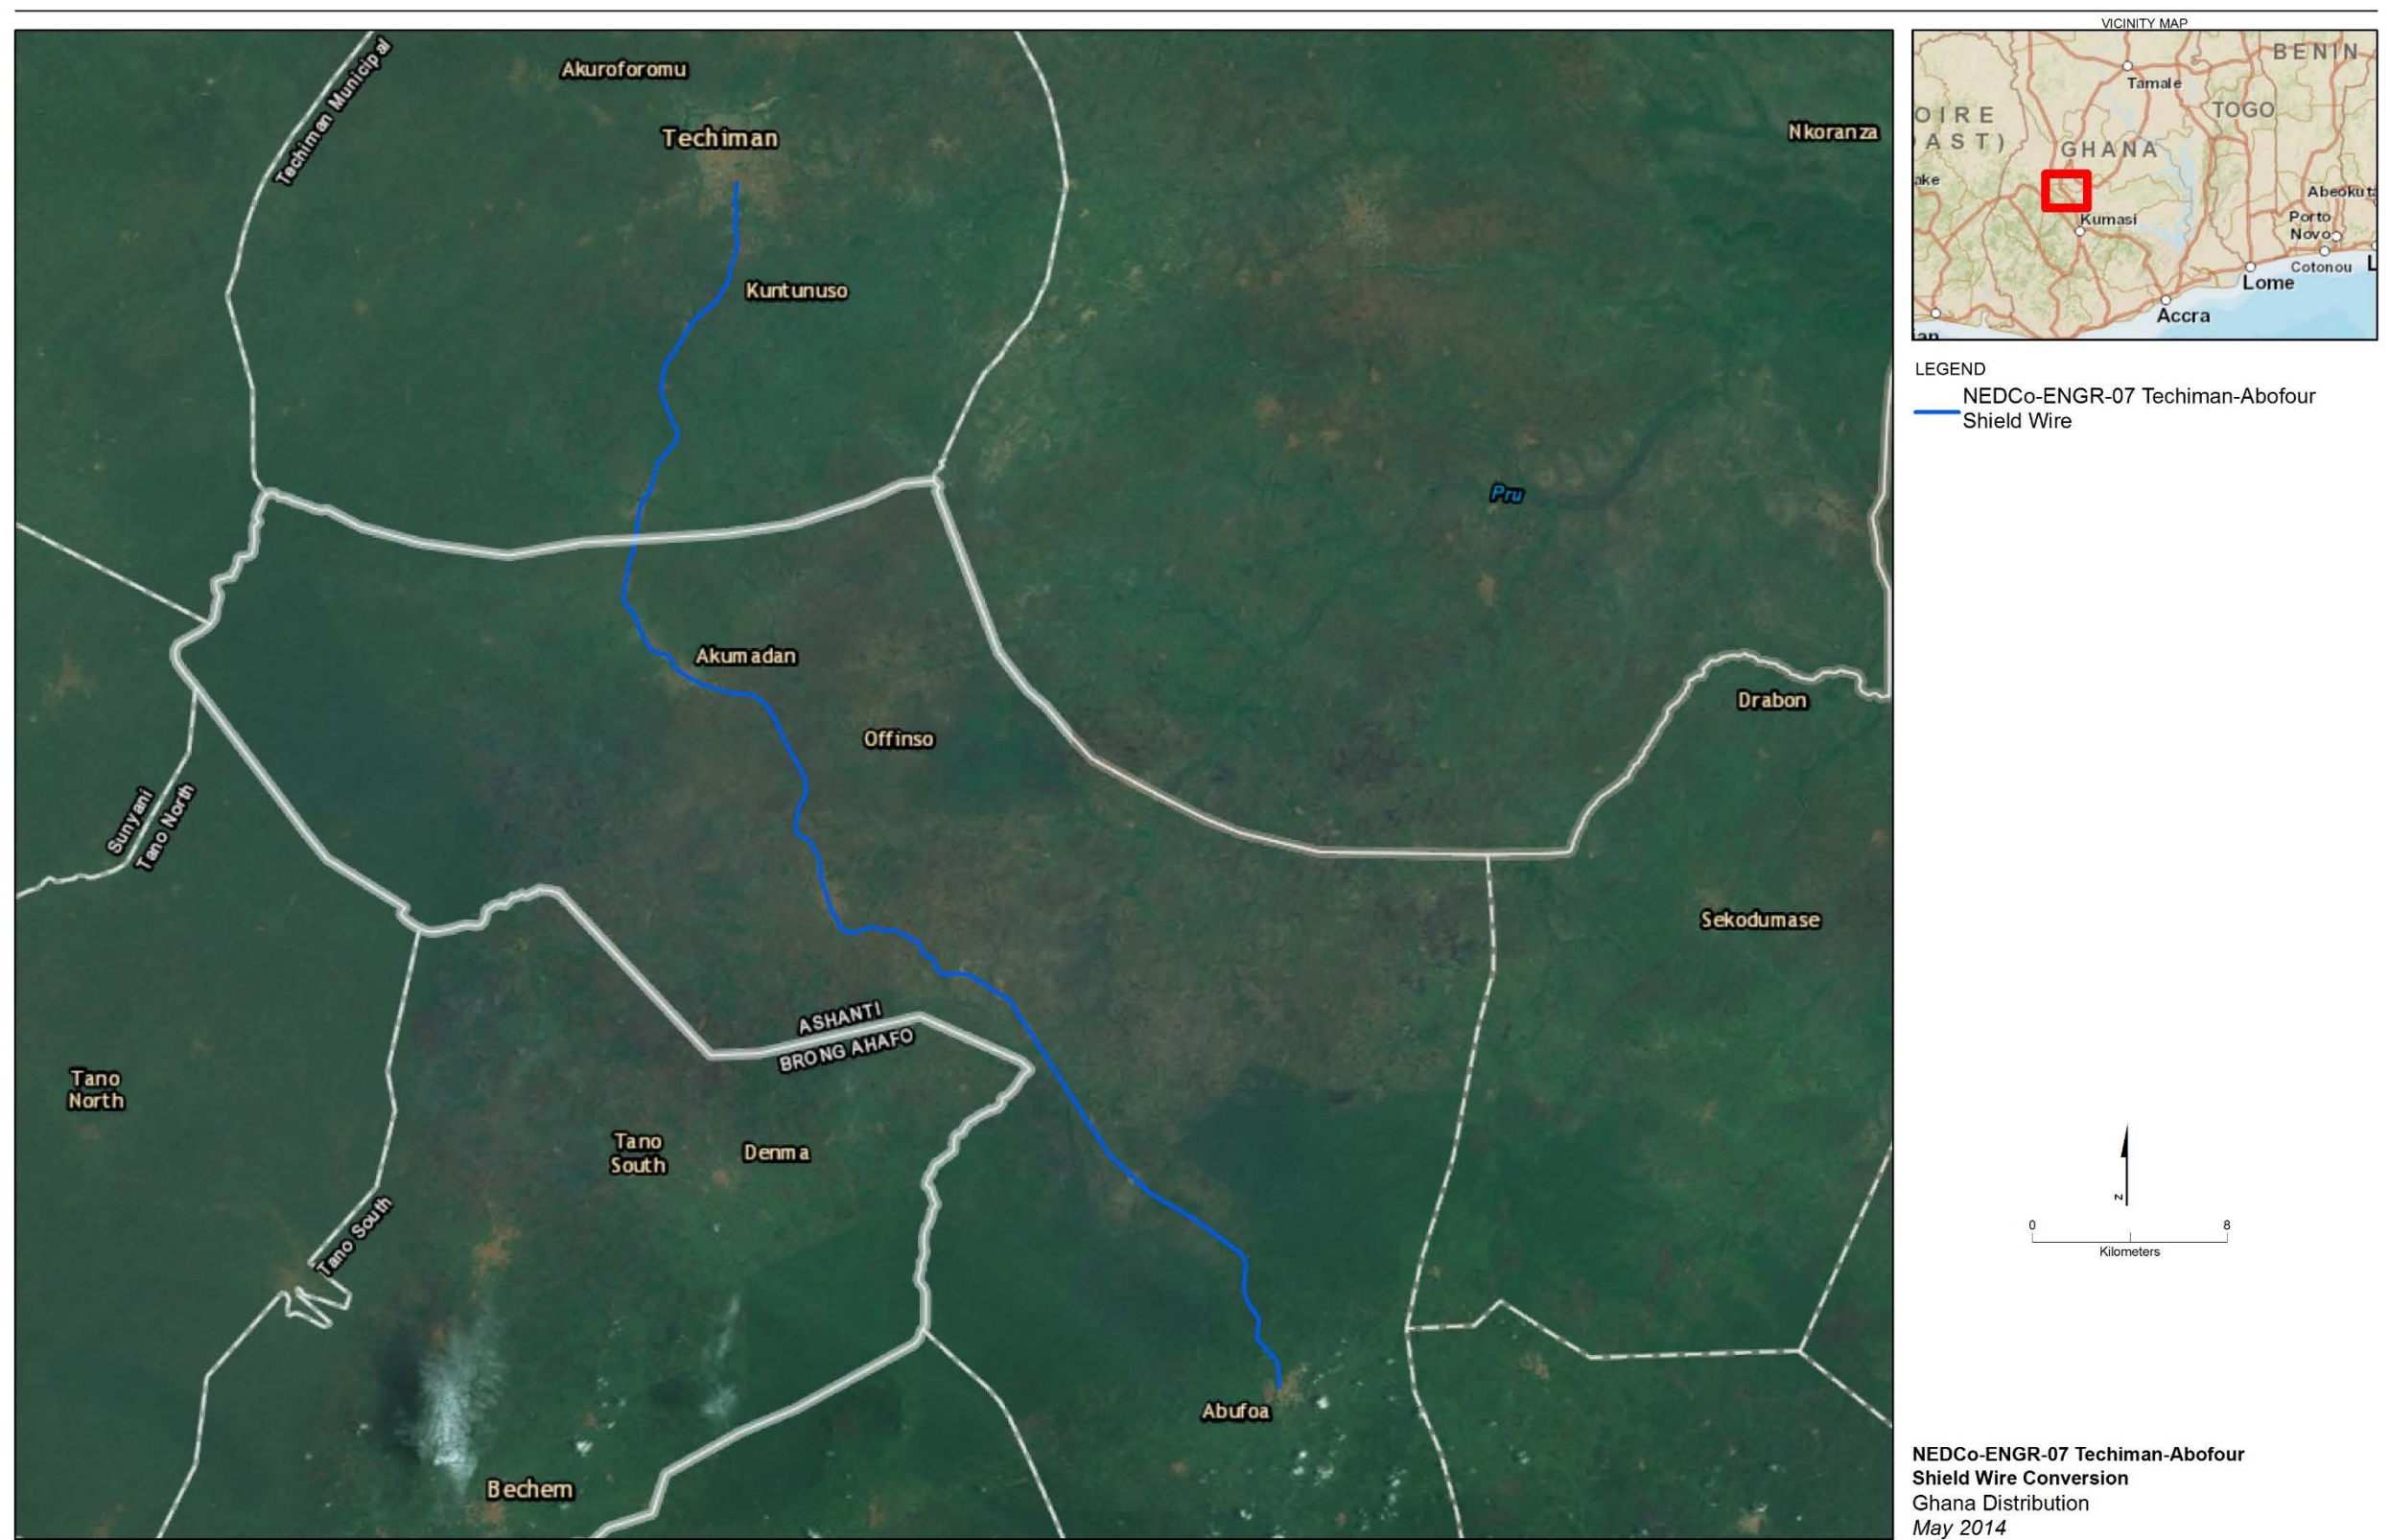 VICINITY MAP
BENIN
Tamale
OIRE
AST)
TOGO
GHANA
ake
Abeokuta
Kumasi
Porto
Novo
Cotonou
L
Lome
Accra
LEGEND
NEDCo-ENGR-07 Techiman-Abofour
Shield Wire
Techiman Municipal
Akuroforomu
Techiman
Nkoranza
Kuntunuso
Pru
Akumadan
Drabon
Offinso
Sunyani
Tano North
Sekodumase
ASHANTI
BRONG AHAFO
Tano
North
Tano
South
Denma
Tano South
Abufoa
Bechem
N
0 8
Kilometers
NEDCo-ENGR-07 Techiman-Abofour
Shield Wire Conversion
Ghana Distribution
May 2014